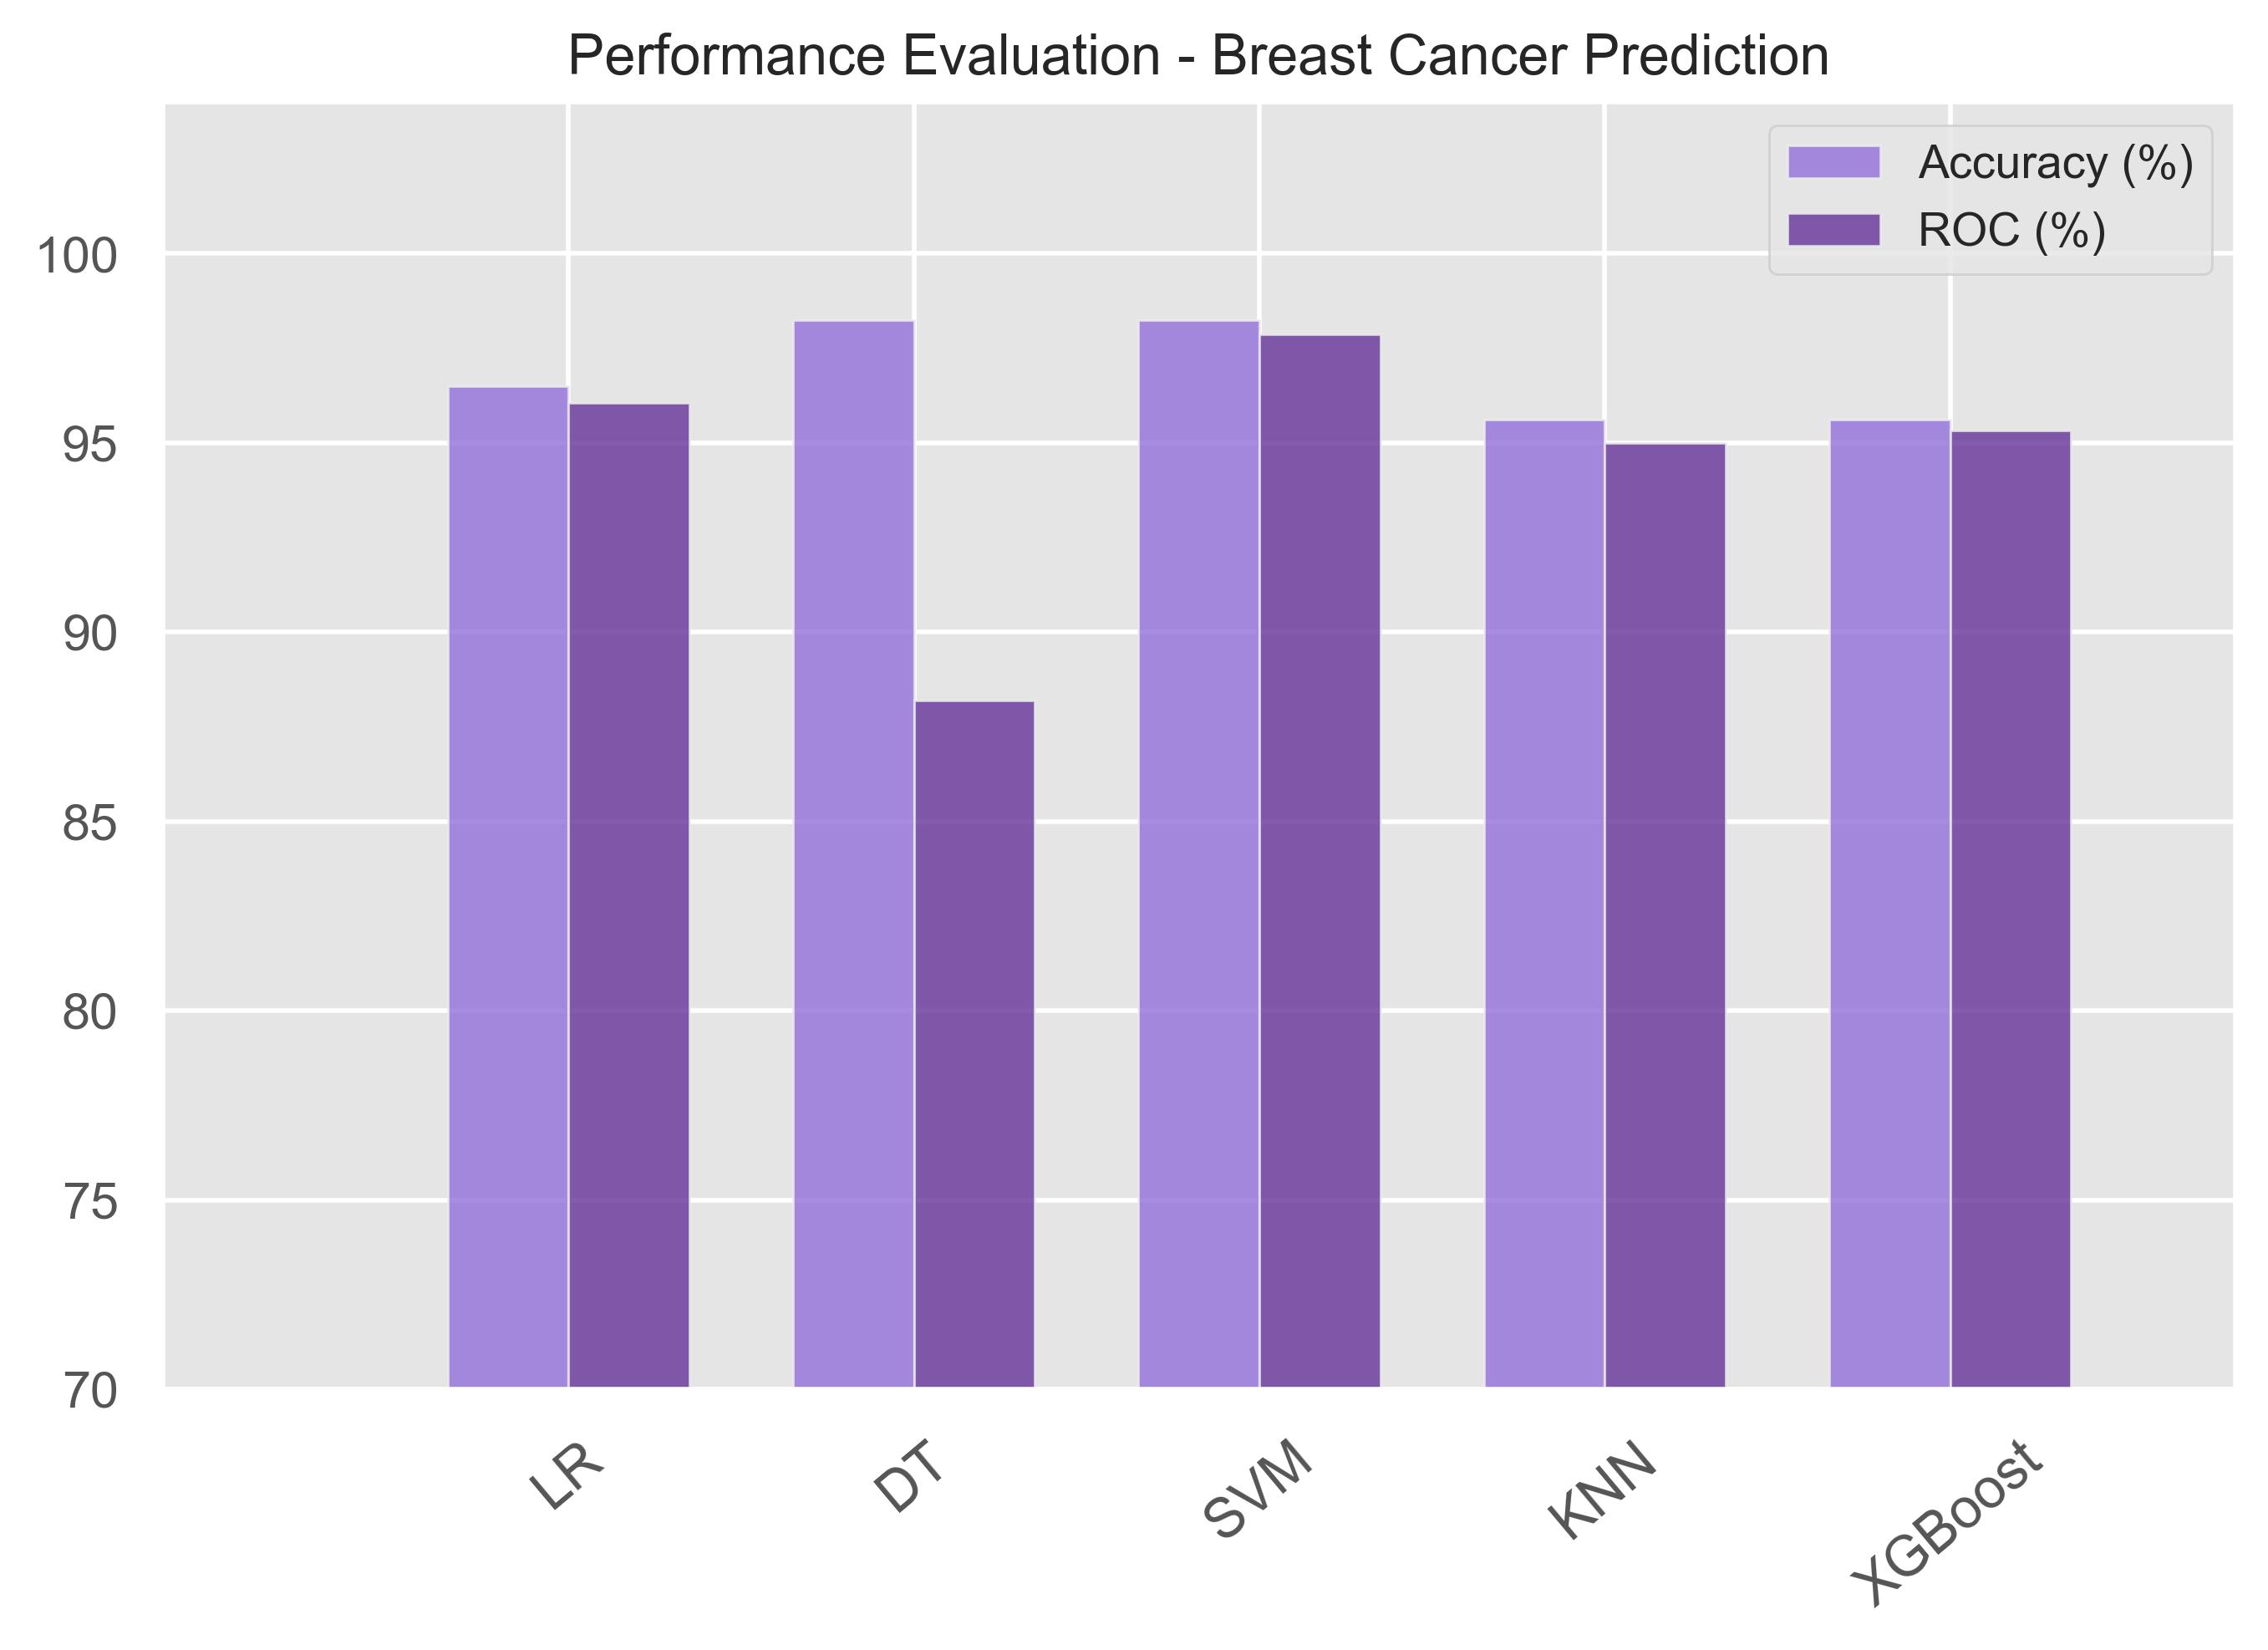 Performance Evaluation - Breast Cancer Prediction
Accuracy (%)
ROC (%)
100
95
90
85
80
75
70
LR
DT
SVM
KNN
XGBoost